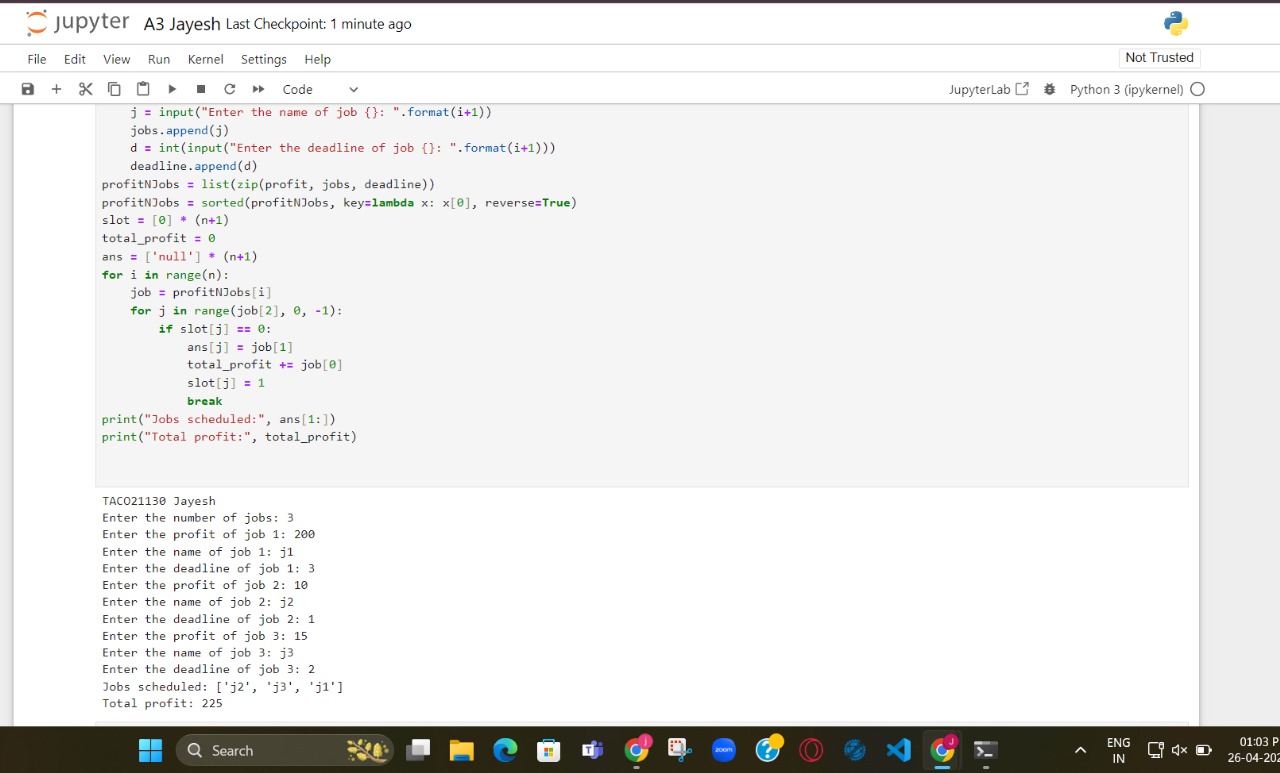 jupyter A3 Jayesh Last Checkpoint: 1 minute ago
File Edit View Run Kernel Settings Help Not Trusted
Code JupyterLab Python 3 (ipykernel)
    j = input("Enter the name of job {}: ".format(i+1))
    jobs.append(j)
    d = int(input("Enter the deadline of job {}: ".format(i+1)))
    deadline.append(d)
profitNJobs = list(zip(profit, jobs, deadline))
profitNJobs = sorted(profitNJobs, key=lambda x: x[0], reverse=True)
slot = [0] * (n+1)
total_profit = 0
ans = ['null'] * (n+1)
for i in range(n):
    job = profitNJobs[i]
    for j in range(job[2], 0, -1):
        if slot[j] == 0:
            ans[j] = job[1]
            total_profit += job[0]
            slot[j] = 1
            break
print("Jobs scheduled:", ans[1:])
print("Total profit:", total_profit)
TACO21130 Jayesh
Enter the number of jobs: 3
Enter the profit of job 1: 200
Enter the name of job 1: j1
Enter the deadline of job 1: 3
Enter the profit of job 2: 10
Enter the name of job 2: j2
Enter the deadline of job 2: 1
Enter the profit of job 3: 15
Enter the name of job 3: j3
Enter the deadline of job 3: 2
Jobs scheduled: ['j2', 'j3', 'j1']
Total profit: 225
Search zoom ENG 01:03 P
IN 26-04-202